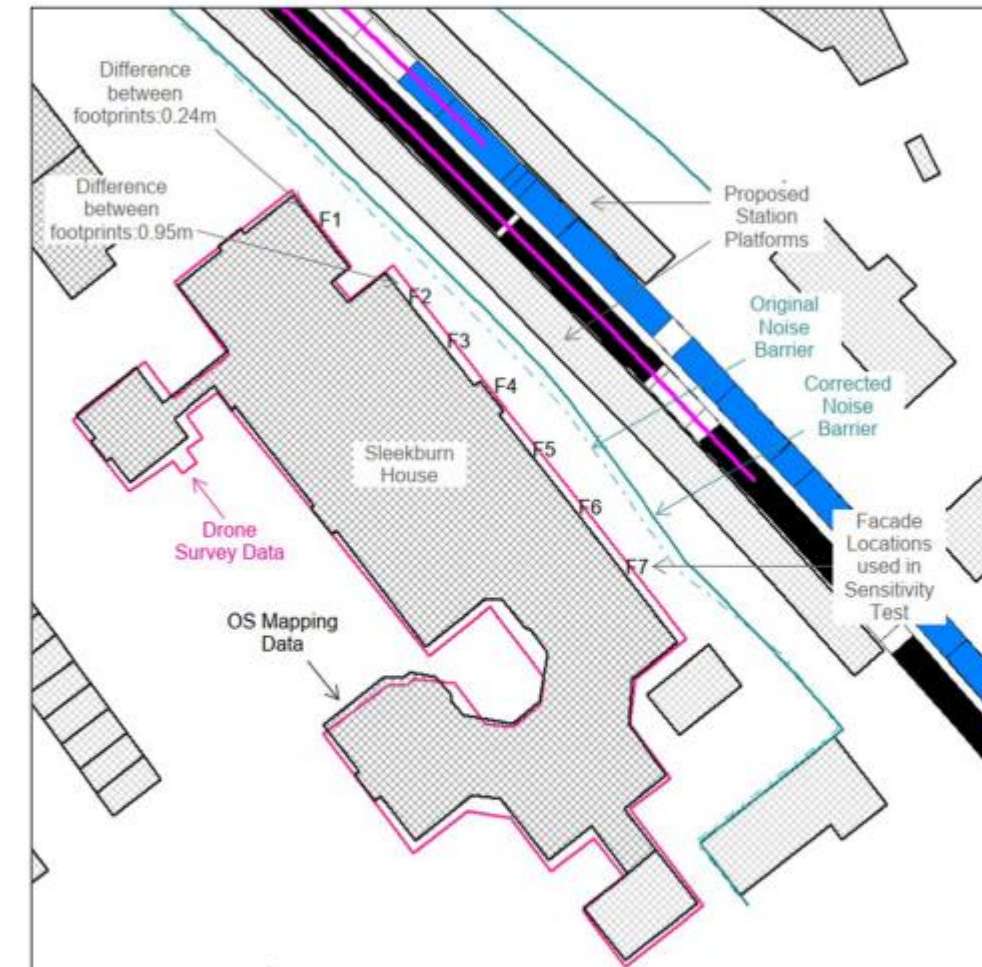 Difference
between
footprints:0.24m
Difference
between
footprints:0.95m
F1
F2
F3
F4
F5
F6
F7
Proposed
Station
Platforms
Original
Noise
Barrier
Corrected
Noise
Barrier
Sleekburn
House
Drone
Survey Data
Facade
Locations
used in
Sensitivity
Test
OS Mapping
Data